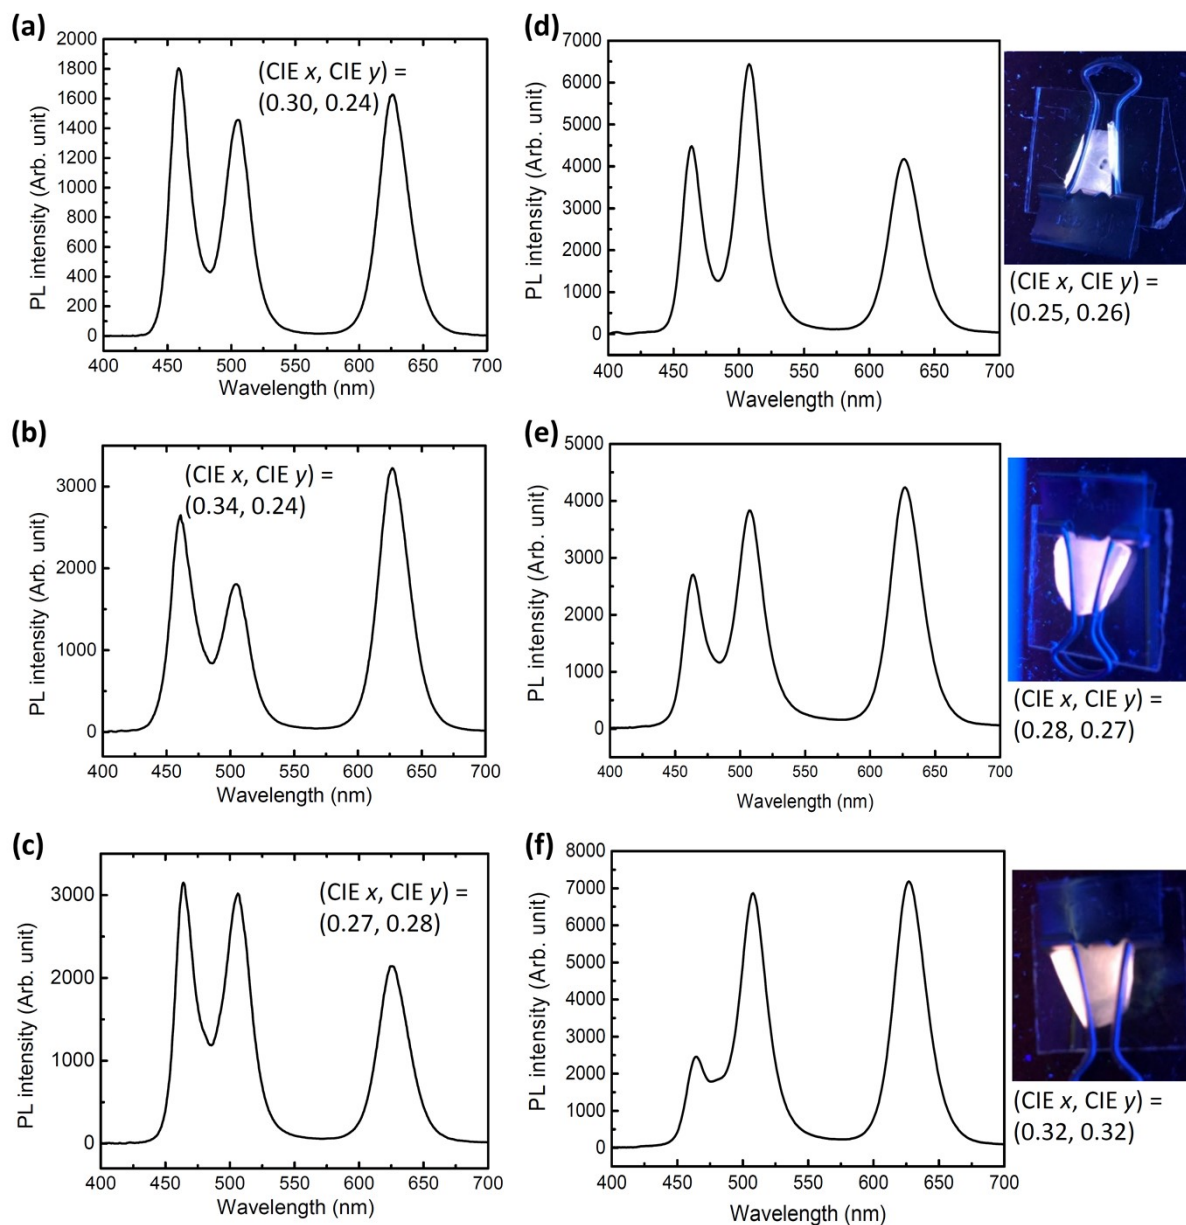 (a)
2000
1800
1600
1400
1200
1000
800
600
400
200
0
PL intensity (Arb. unit)
(CIE x, CIE y) =
(0.30, 0.24)
400 450 500 550 600 650 700
Wavelength (nm)
(d)
7000
6000
5000
4000
3000
2000
1000
0
PL intensity (Arb. unit)
400 450 500 550 600 650 700
Wavelength (nm)
(CIE x, CIE y) =
(0.25, 0.26)
(b)
3000
2000
1000
0
PL intensity (Arb. unit)
(CIE x, CIE y) =
(0.34, 0.24)
400 450 500 550 600 650 700
Wavelength (nm)
(e)
5000
4000
3000
2000
1000
0
PL intensity (Arb. unit)
400 450 500 550 600 650 700
Wavelength (nm)
(CIE x, CIE y) =
(0.28, 0.27)
(c)
3000
2000
1000
0
PL intensity (Arb. unit)
(CIE x, CIE y) =
(0.27, 0.28)
400 450 500 550 600 650 700
Wavelength (nm)
(f)
8000
7000
6000
5000
4000
3000
2000
1000
0
PL intensity (Arb. unit)
400 450 500 550 600 650 700
Wavelength (nm)
(CIE x, CIE y) =
(0.32, 0.32)